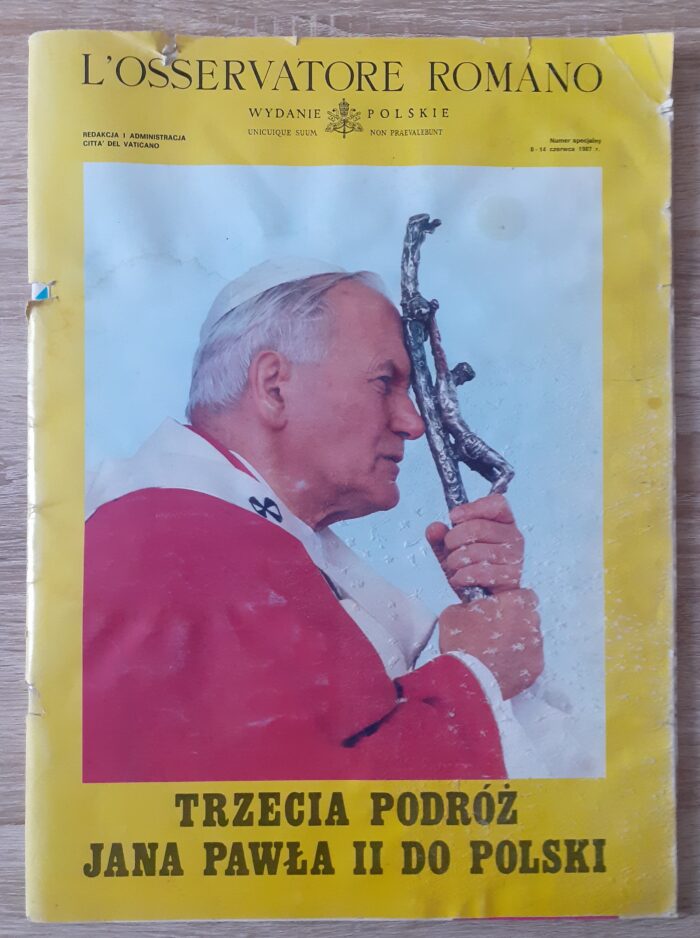 L'OSSERVATORE ROMANO
WYDANIE POLSKIE
UNICUIQUE SUUM NON PRAEVALEBUNT
REDAKCJA I ADMINISTRACJA
CITTA' DEL VATICANO
Numer specjalny
8 - 14 czerwca 1987 r.
TRZECIA PODRÓŻ
JANA PAWŁA II DO POLSKI